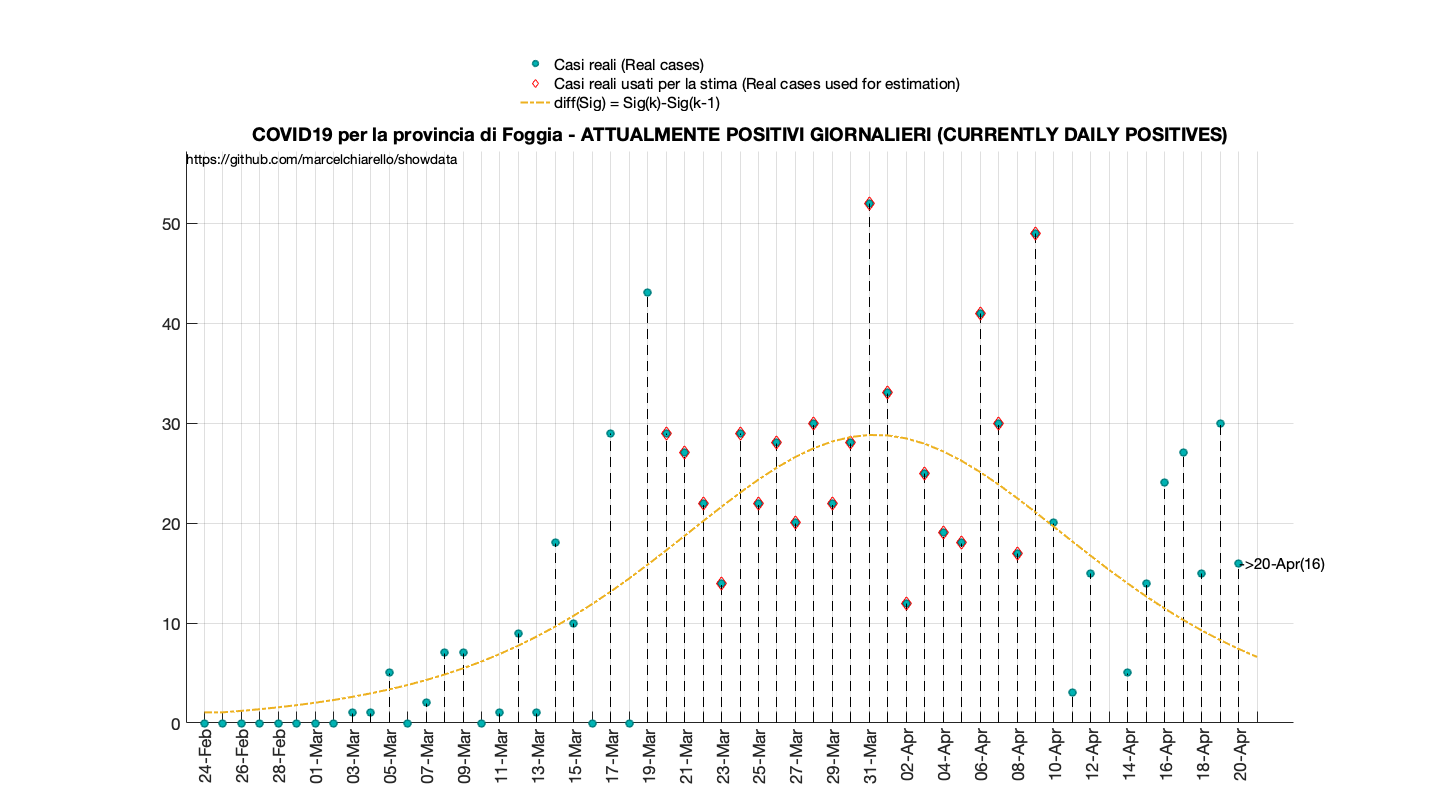 Casi reali (Real cases)
Casi reali usati per la stima (Real cases used for estimation)
diff(Sig) = Sig(k)-Sig(k-1)
COVID19 per la provincia di Foggia - ATTUALMENTE POSITIVI GIORNALIERI (CURRENTLY DAILY POSITIVES)
https://github.com/marcelchiarello/showdata
50
40
30
20
10
0
->20-Apr(16)
24-Feb
26-Feb
28-Feb
01-Mar
03-Mar
05-Mar
07-Mar
09-Mar
11-Mar
13-Mar
15-Mar
17-Mar
19-Mar
21-Mar
23-Mar
25-Mar
27-Mar
29-Mar
31-Mar
02-Apr
04-Apr
06-Apr
08-Apr
10-Apr
12-Apr
14-Apr
16-Apr
18-Apr
20-Apr